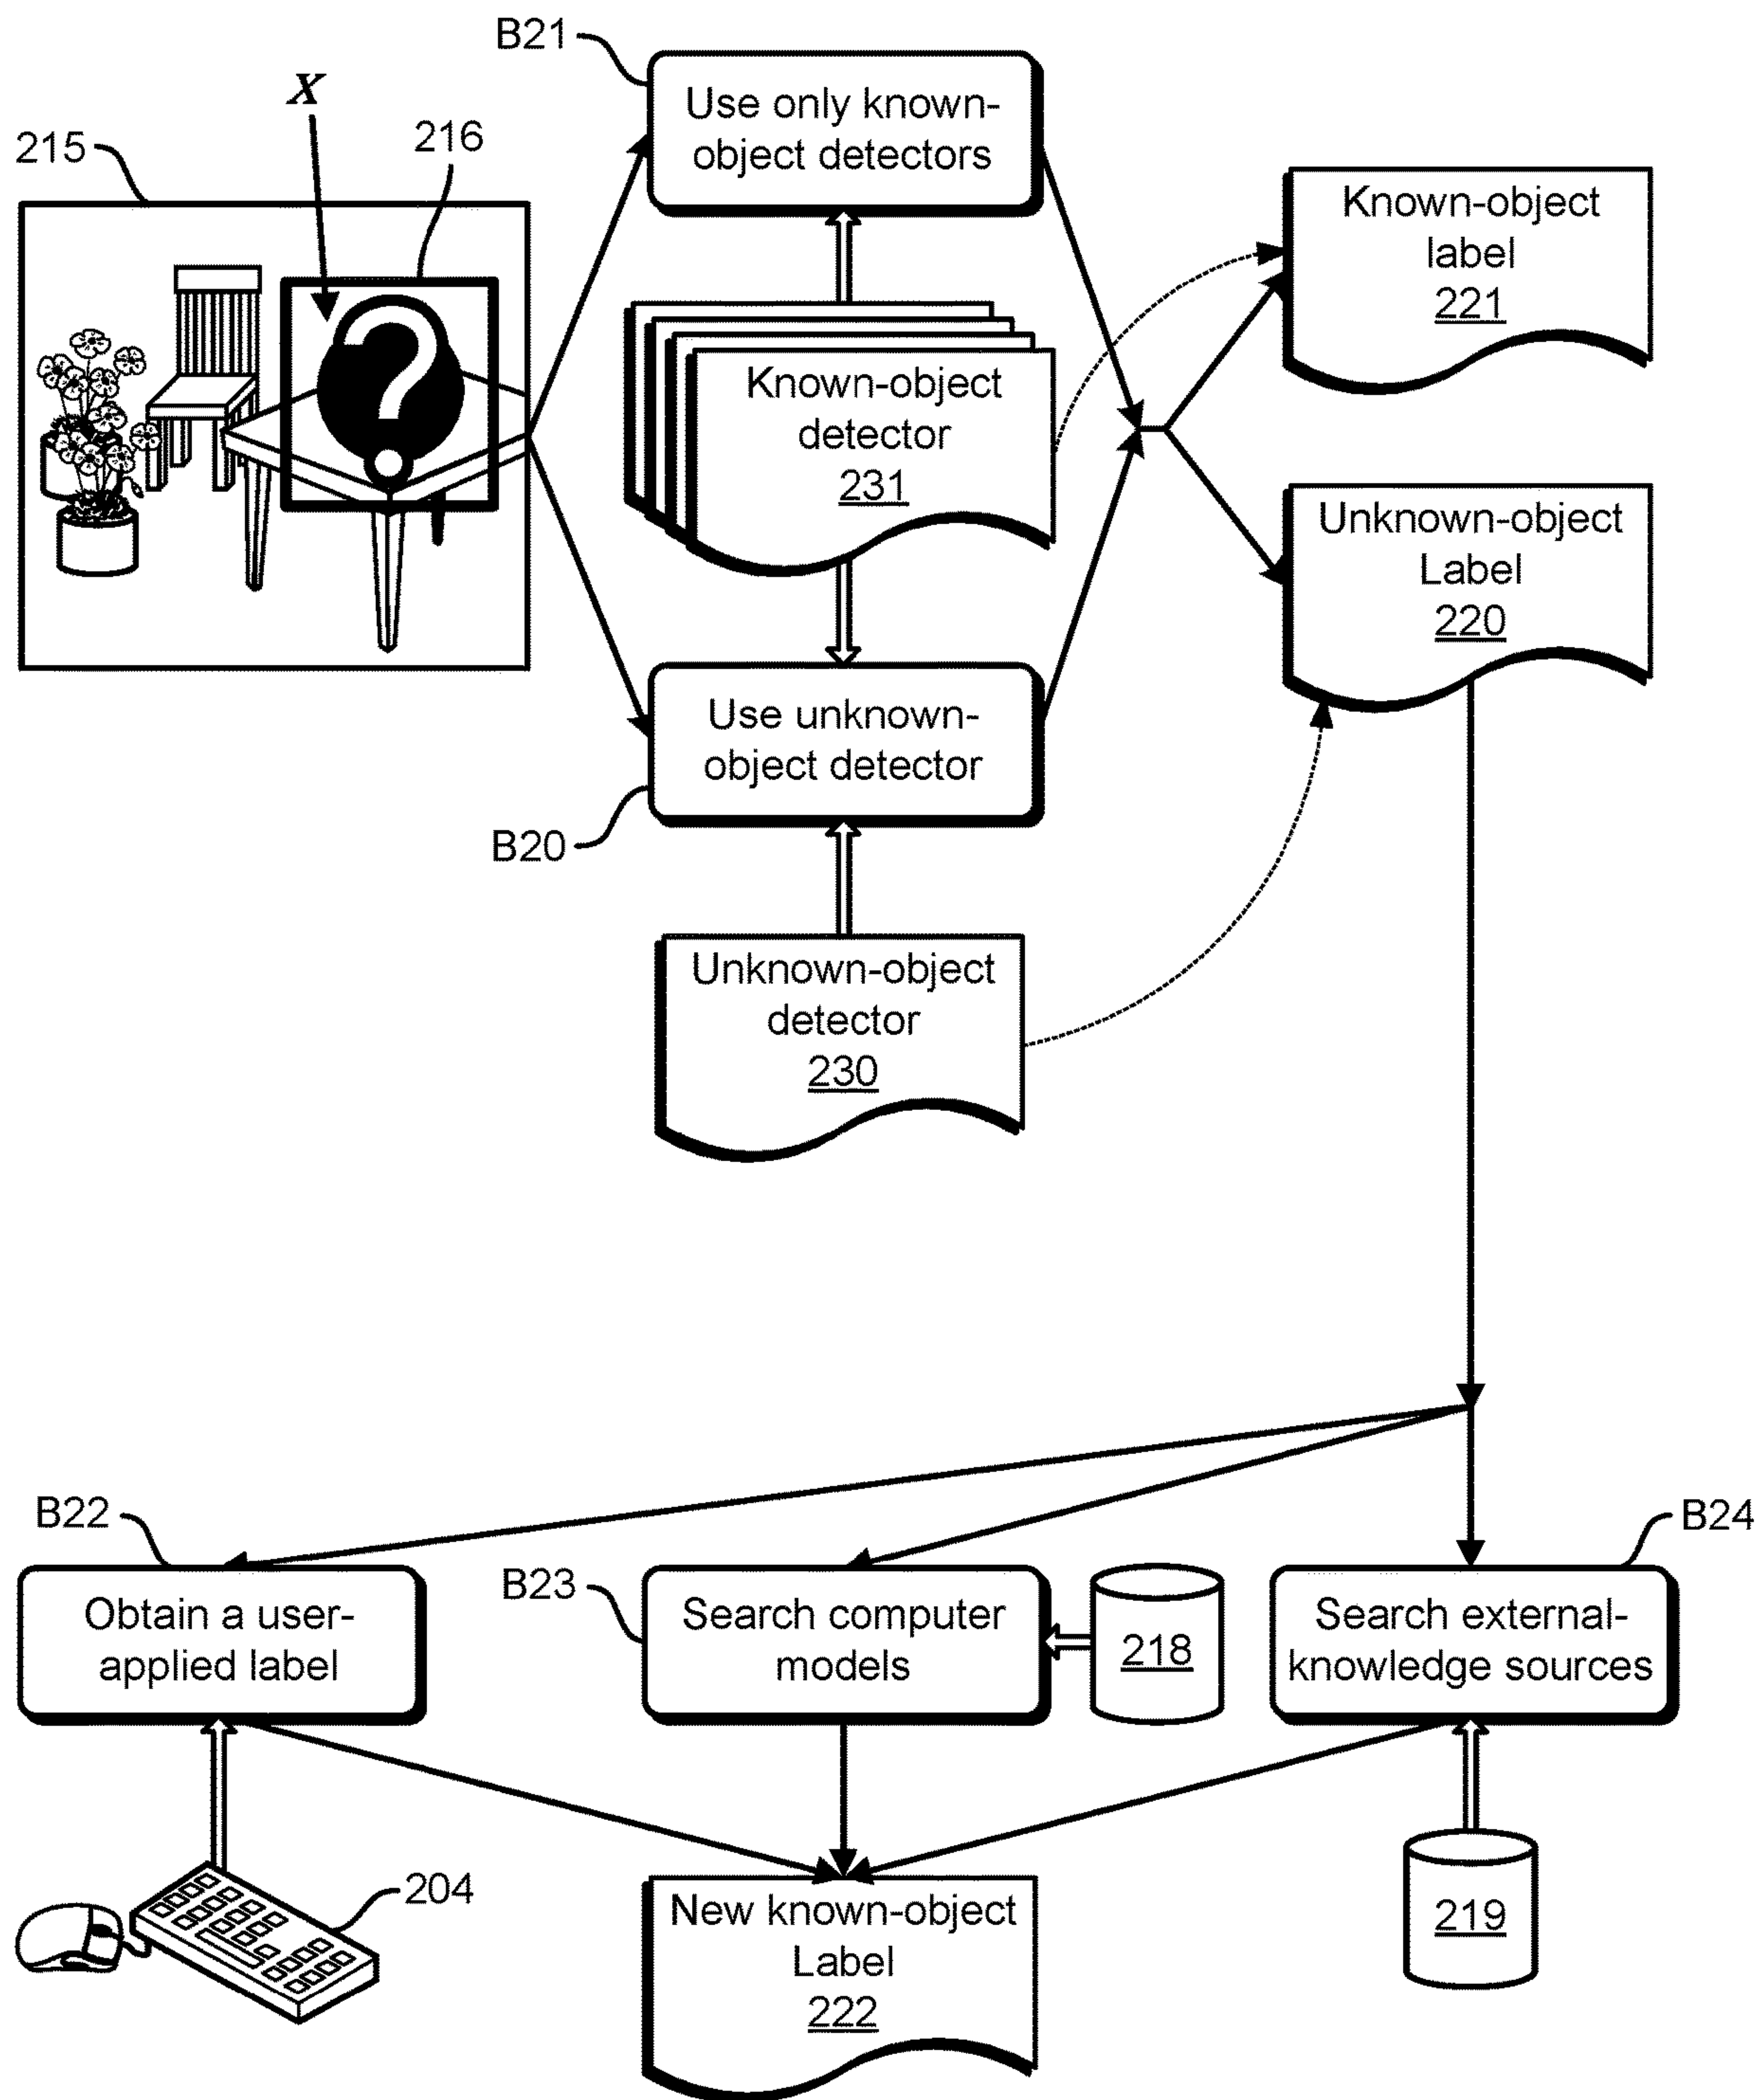 B21
Use only known-
object detectors
X
215
216
?
Known-object
label
221
Known-object
detector
231
Unknown-object
Label
220
Use unknown-
object detector
B20
Unknown-object
detector
230
B22
Obtain a user-
applied label
B23
Search computer
models
218
B24
Search external-
knowledge sources
204
New known-object
Label
222
219